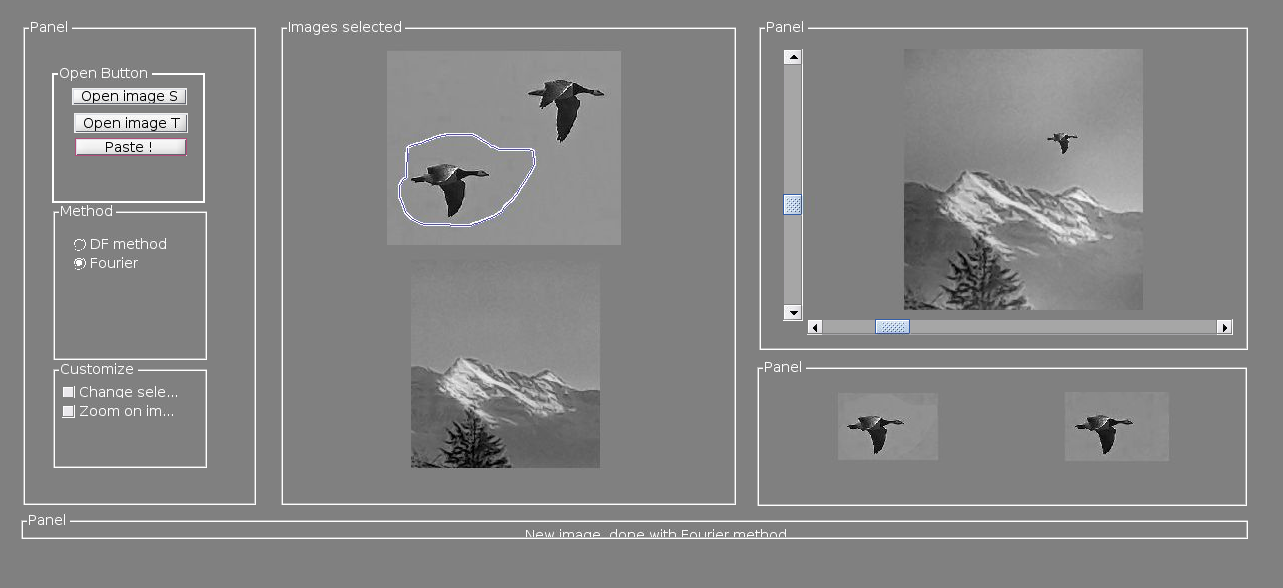 Panel
Open Button
Open image S
Open image T
Paste !
Method
DF method
Fourier
Customize
Change sele...
Zoom on im...
Images selected
Panel
Panel
Panel
New image, done with Fourier method